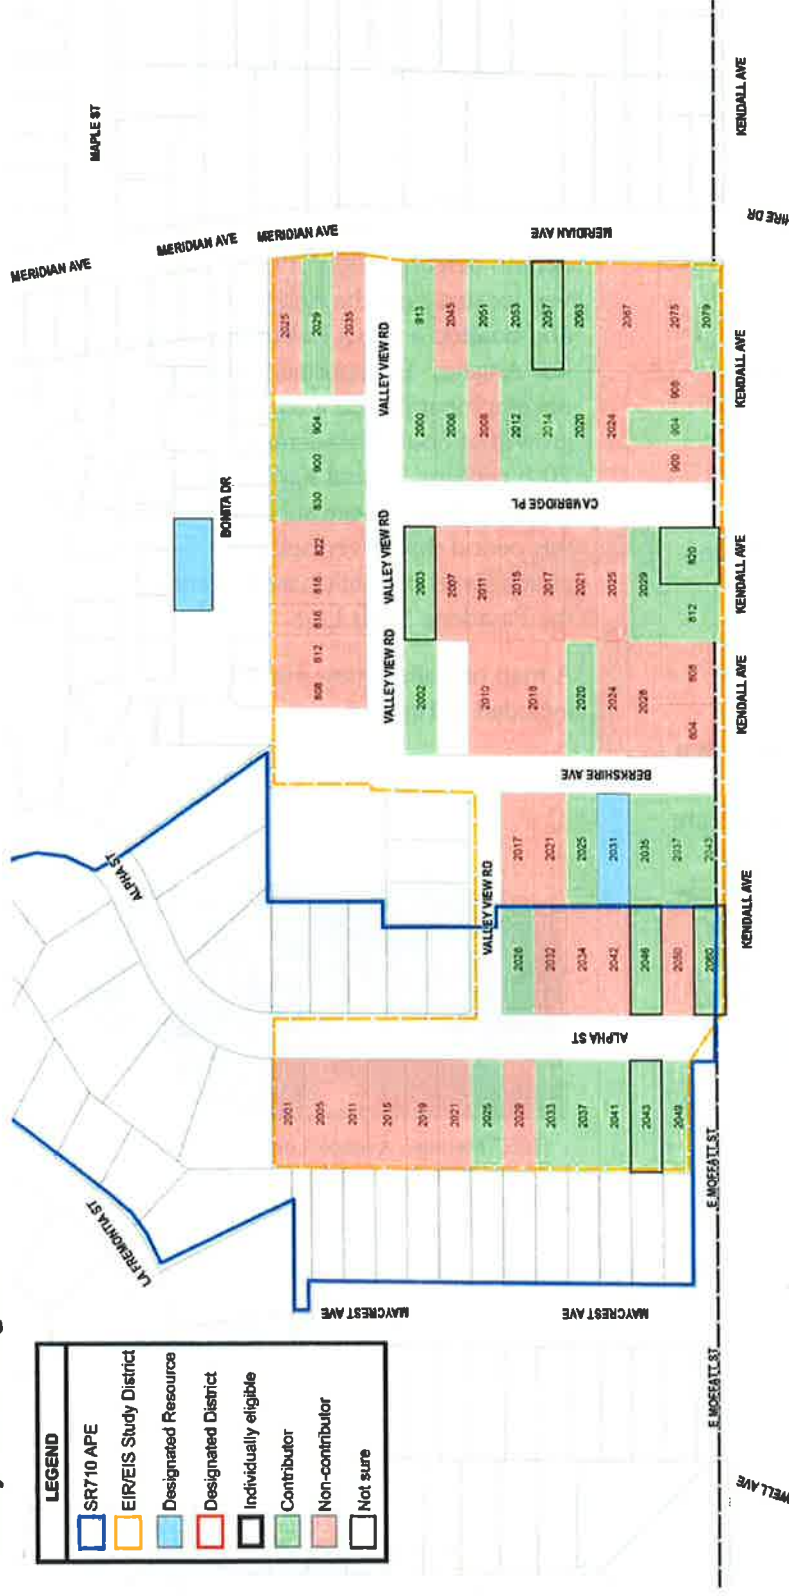 MAPLE ST
MERIDIAN AVE
MERIDIAN AVE
MERIDIAN AVE
MERIDIAN AVE
KENDALL AVE
BONITA DR
2025
2029
2035
904
900
830
822
818
816
812
808
VALLEY VIEW RD
VALLEY VIEW RD
VALLEY VIEW RD
913
2045
2051
2053
2057
2063
2067
2075
2079
2000
2006
2008
2012
2014
2020
2024
908
904
900
CAMBRIDGE PL
2003
2007
2011
2015
2017
2021
2025
2029
820
812
2002
2010
2018
2020
2024
2028
808
804
BERKSHIRE AVE
KENDALL AVE
KENDALL AVE
KENDALL AVE
KENDALL AVE
ALPHA ST
VALLEY VIEW RD
2017
2021
2025
2031
2035
2037
2043
2026
2032
2034
2042
2046
2050
2060
ALPHA ST
2001
2005
2011
2015
2019
2021
2025
2029
2033
2037
2041
2043
2049
LA FREMONTIA ST
MAYCREST AVE
MAYCREST AVE
E MOFFATT ST
E MOFFATT ST
WELL AVE
HIRE DR
LEGEND
SR710 APE
EIR/EIS Study District
Designated Resource
Designated District
Individually eligible
Contributor
Non-contributor
Not sure